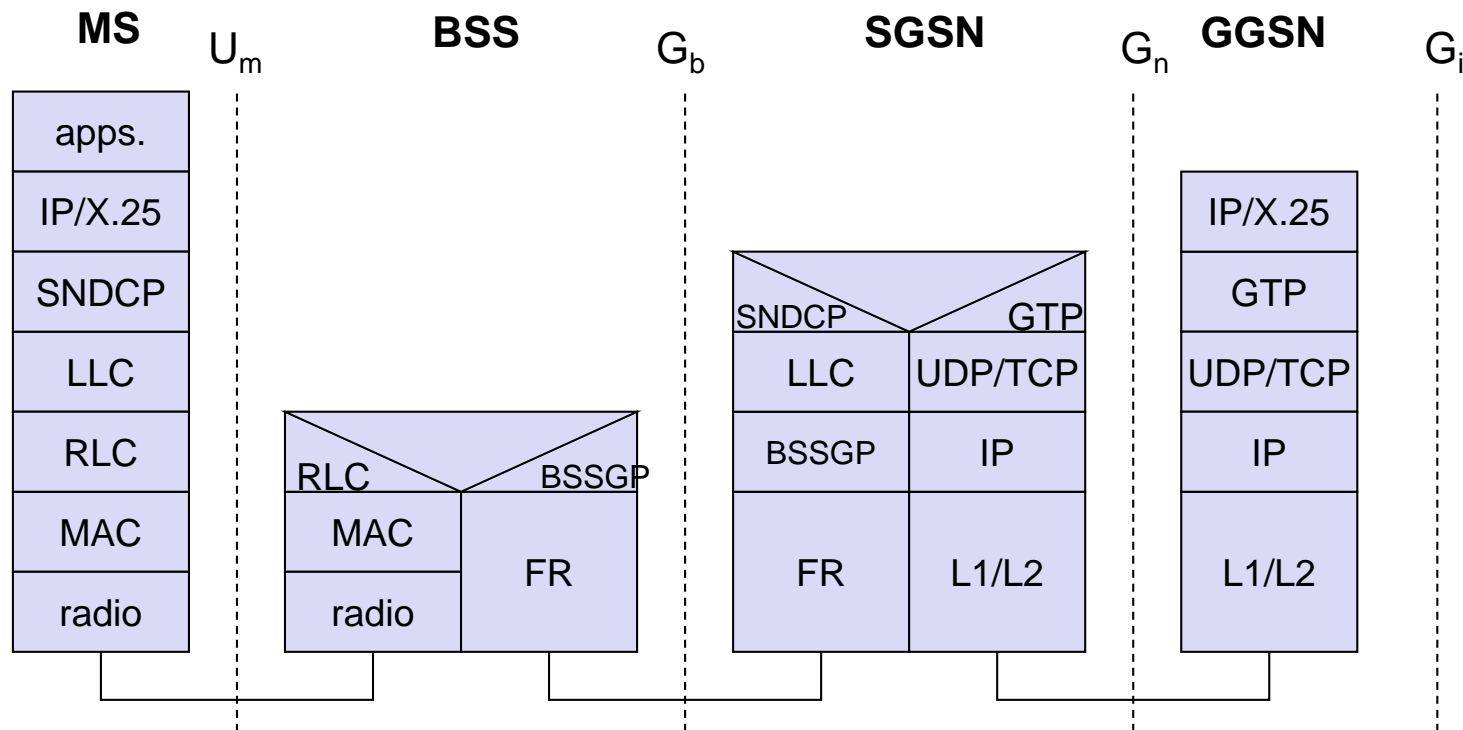 MS
BSS
SGSN
GGSN
Um
Gb
Gn
Gi
apps.
IP/X.25
SNDCP
LLC
RLC
MAC
radio
RLC
BSSGP
MAC
radio
FR
SNDCP
GTP
LLC
UDP/TCP
BSSGP
IP
FR
L1/L2
IP/X.25
GTP
UDP/TCP
IP
L1/L2